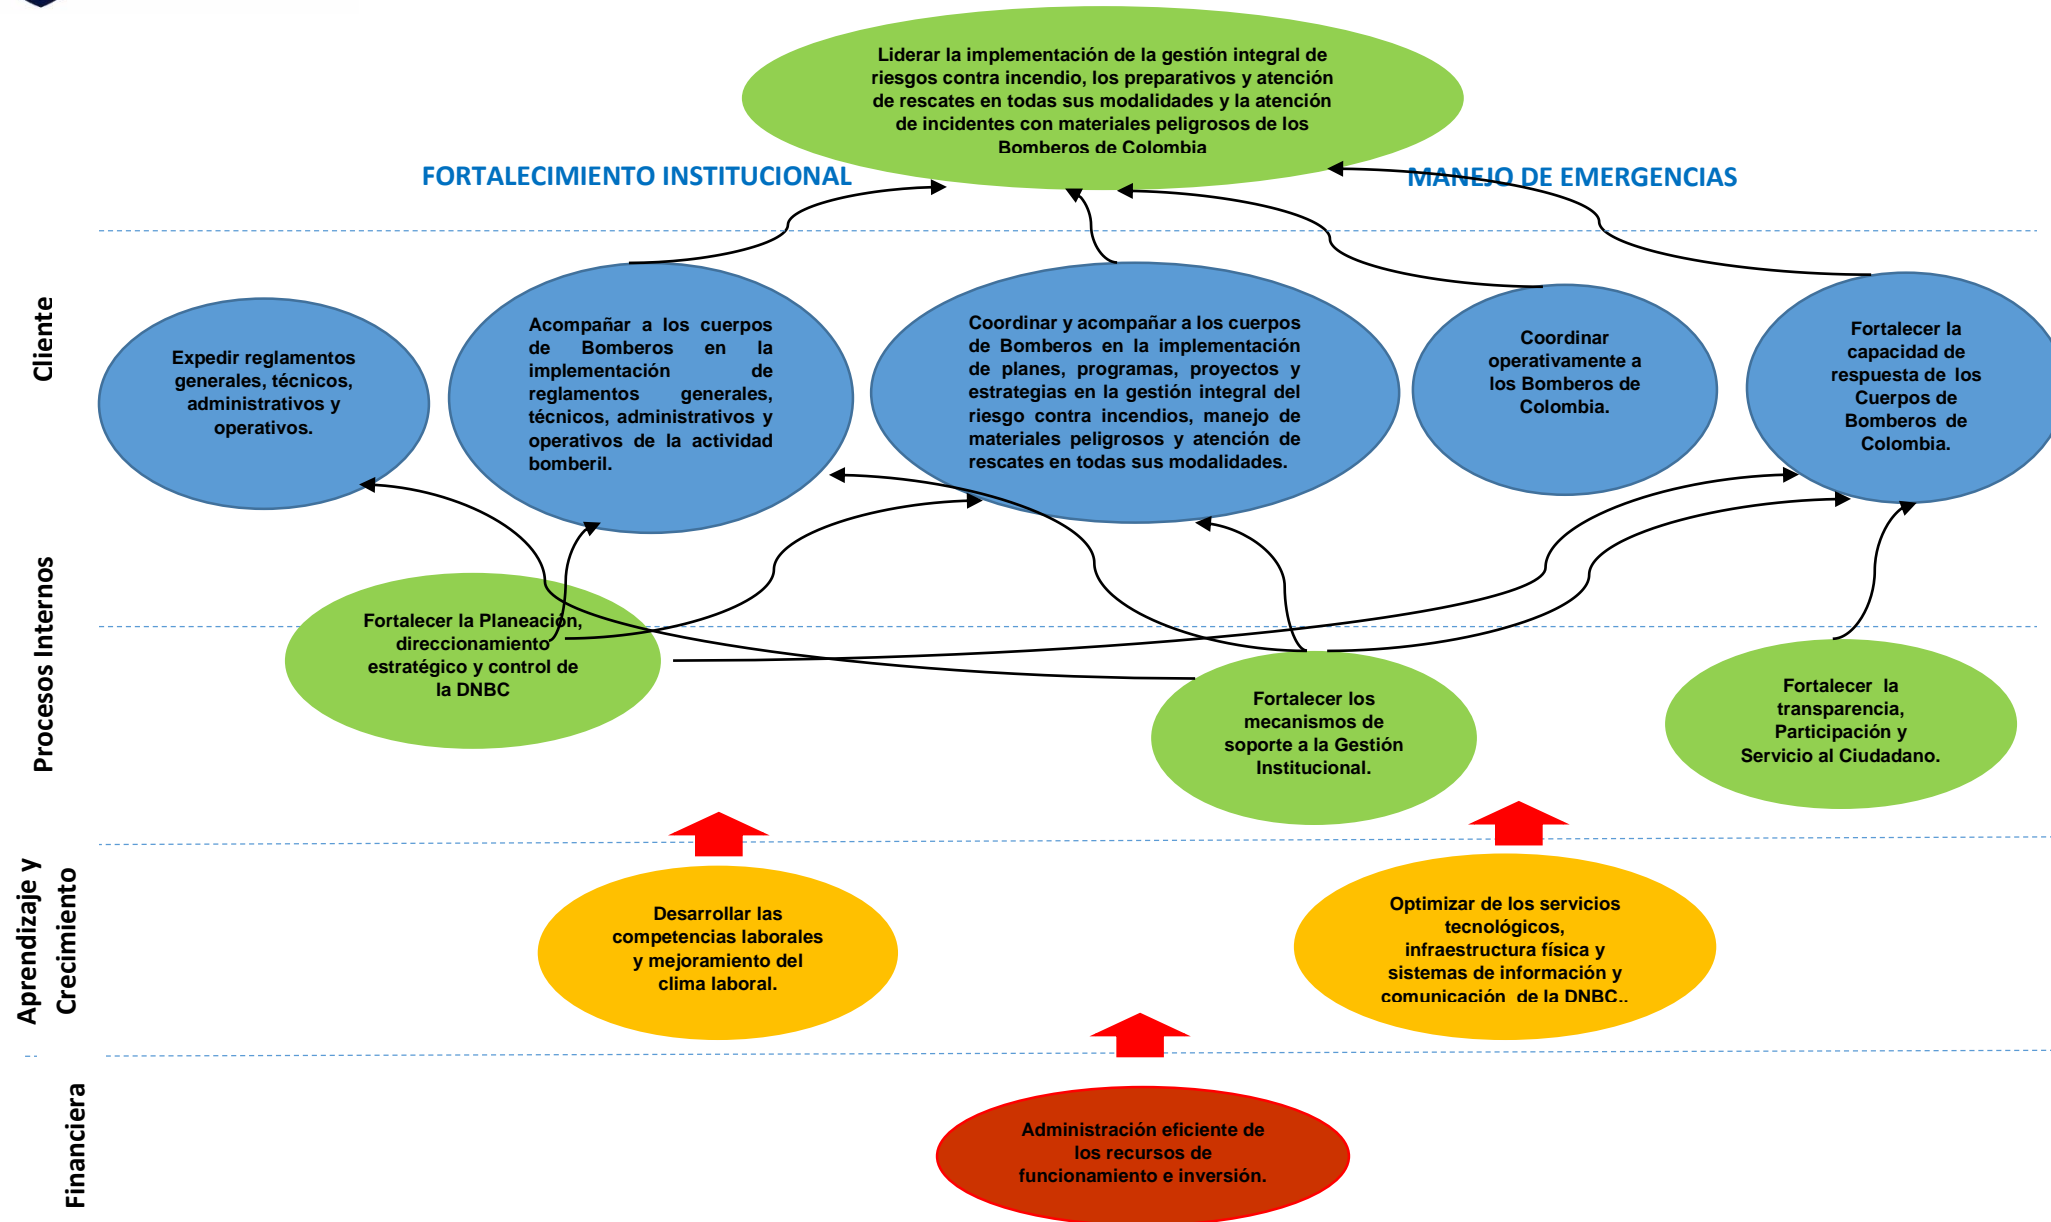 Liderar la implementación de la gestión integral de
riesgos contra incendio, los preparativos y atención
de rescates en todas sus modalidades y la atención
de incidentes con materiales peligrosos de los
Bomberos de Colombia
FORTALECIMIENTO INSTITUCIONAL
MANEJO DE EMERGENCIAS
Cliente
Expedir reglamentos
generales, técnicos,
administrativos y
operativos.
Acompañar a los cuerpos
de Bomberos en la
implementación de
reglamentos generales,
técnicos, administrativos y
operativos de la actividad
bomberil.
Coordinar y acompañar a los cuerpos
de Bomberos en la implementación
de planes, programas, proyectos y
estrategias en la gestión integral del
riesgo contra incendios, manejo de
materiales peligrosos y atención de
rescates en todas sus modalidades.
Coordinar
operativamente a
los Bomberos de
Colombia.
Fortalecer la
capacidad de
respuesta de los
Cuerpos de
Bomberos de
Colombia.
Procesos Internos
Fortalecer la Planeación,
direccionamiento
estratégico y control de
la DNBC
Fortalecer los
mecanismos de
soporte a la Gestión
Institucional.
Fortalecer la
transparencia,
Participación y
Servicio al Ciudadano.
Aprendizaje y
Crecimiento
Desarrollar las
competencias laborales
y mejoramiento del
clima laboral.
Optimizar de los servicios
tecnológicos,
infraestructura física y
sistemas de información y
comunicación de la DNBC..
Financiera
Administración eficiente de
los recursos de
funcionamiento e inversión.